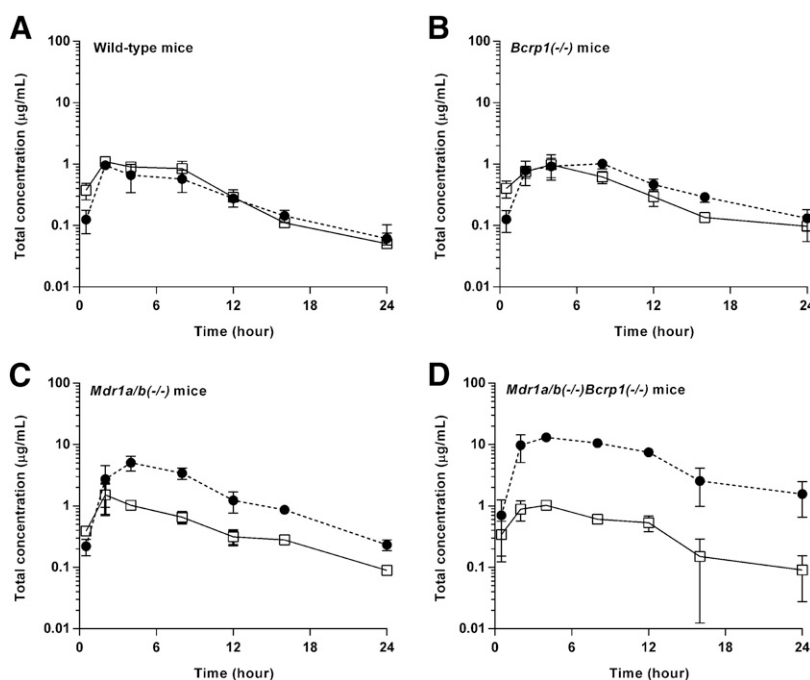 A
Wild-type mice
Total concentration (µg/mL)
100
10
1
0.1
0.01
0 6 12 18 24
Time (hour)
B
Bcrp1(-/-) mice
Total concentration (µg/mL)
100
10
1
0.1
0.01
0 6 12 18 24
Time (hour)
C
Mdr1a/b(-/-) mice
Total concentration (µg/mL)
100
10
1
0.1
0.01
0 6 12 18 24
Time (hour)
D
Mdr1a/b(-/-)Bcrp1(-/-) mice
Total concentration (µg/mL)
100
10
1
0.1
0.01
0 6 12 18 24
Time (hour)